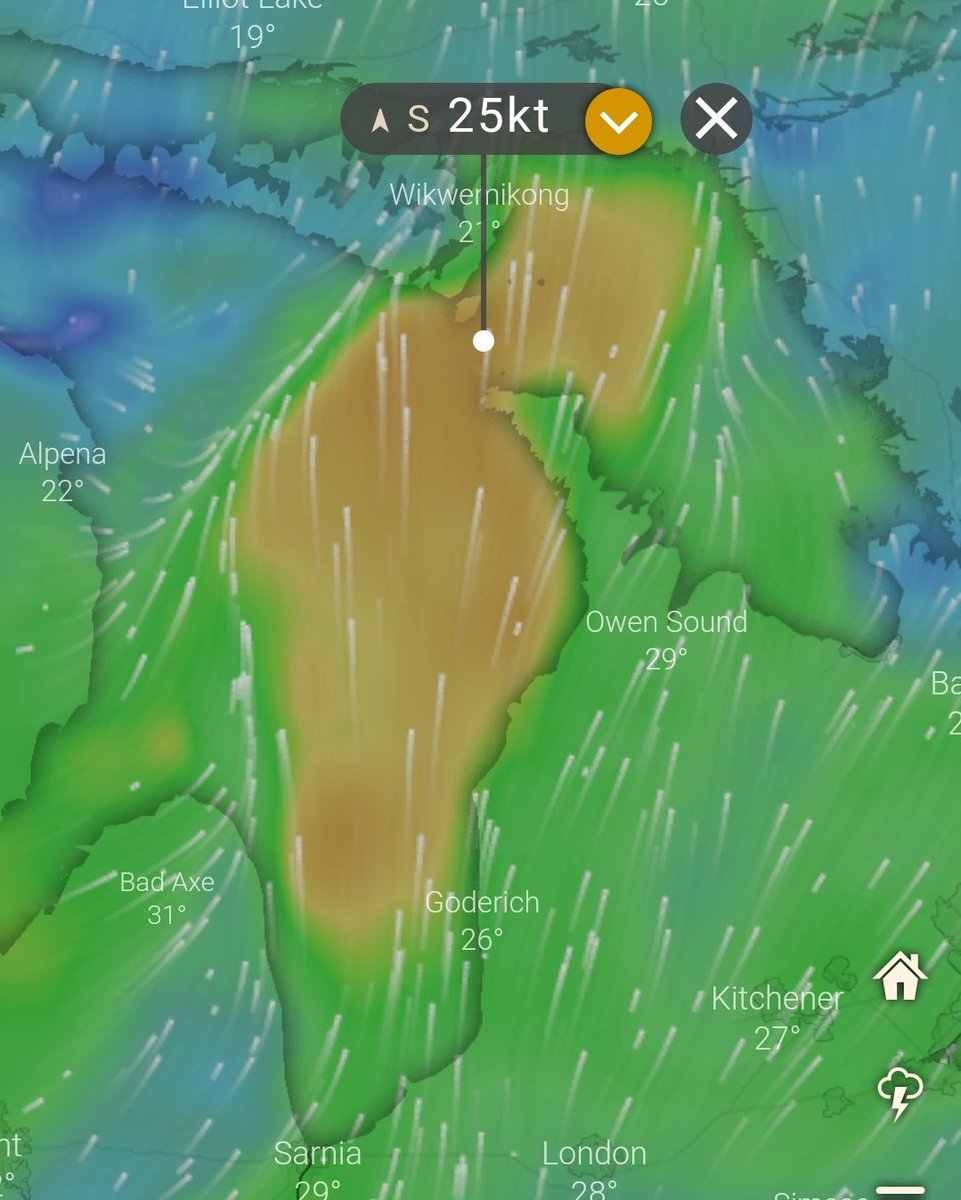 Elliot Lake
19°
S 25kt
Wikwemikong
21°
Alpena
22°
Owen Sound
29°
Ba
2
Bad Axe
31°
Goderich
26°
Kitchener
27°
nt
Sarnia
29°
London
28°
Simcoe